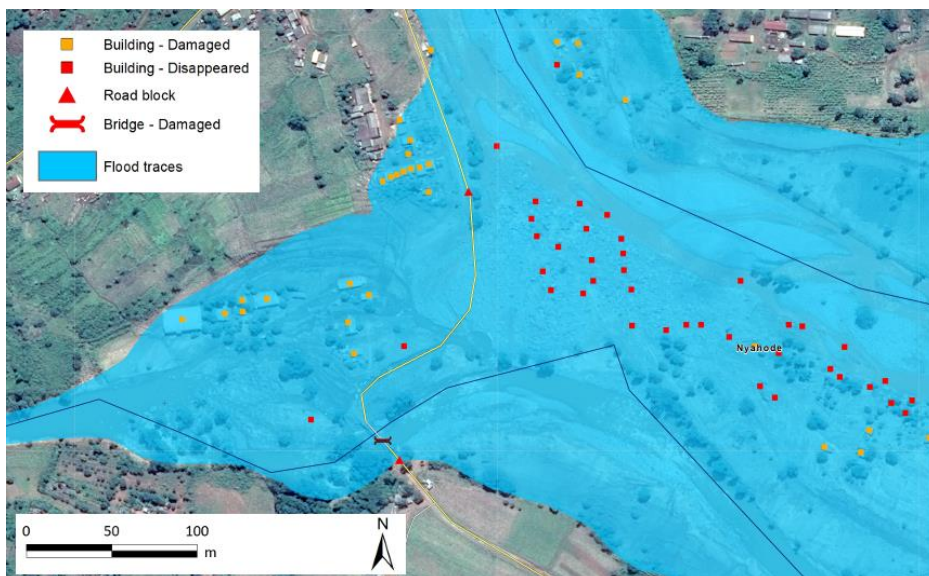 Building - Damaged
Building - Disappeared
Road block
Bridge - Damaged
Flood traces
Nyahode
0 50 100
m
N